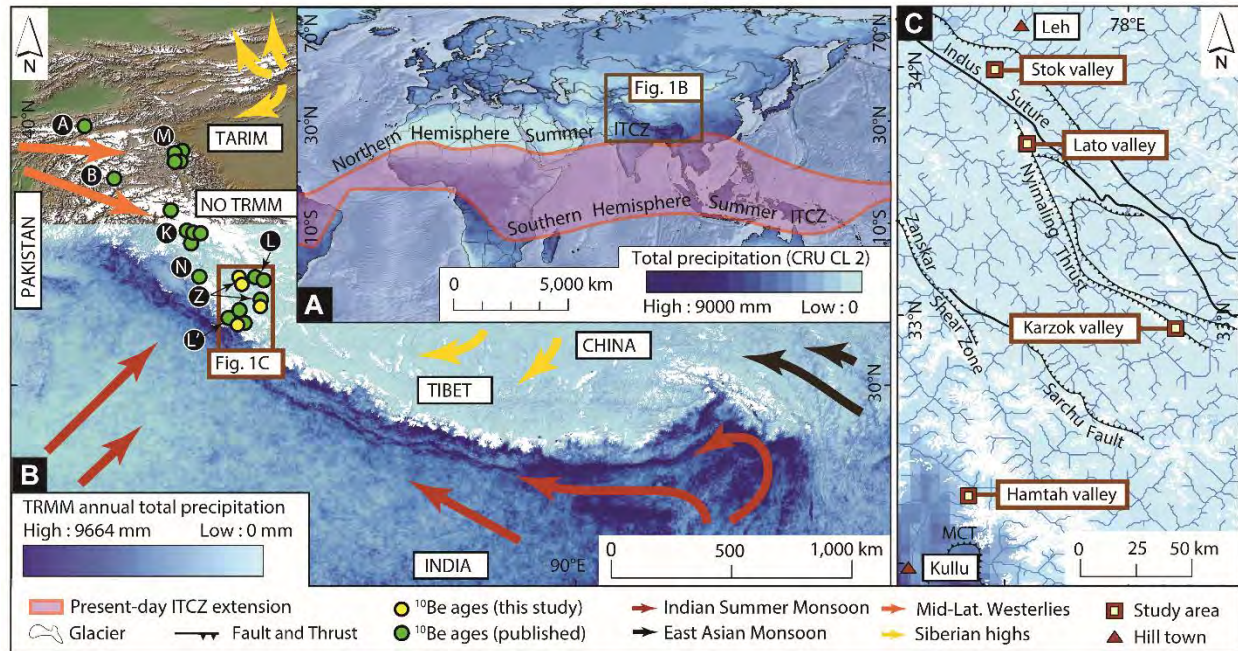 N
40°N
A
M
B
TARIM
NO TRMM
PAKISTAN
K
N
L
Z
L'
Fig. 1C
TIBET
CHINA
30°N
90°E
INDIA
B
TRMM annual total precipitation
High : 9664 mm Low : 0 mm
0 500 1,000 km
70°N
70°N
30°N
30°N
10°S
10°S
Fig. 1B
Northern Hemisphere Summer ITCZ
Southern Hemisphere Summer ITCZ
0 5,000 km
A
Total precipitation (CRU CL 2)
High : 9000 mm Low : 0
C
Leh
78°E
N
34°N
Indus Suture
Stok valley
Lato valley
Nyimaling Thrust
Zanskar Shear Zone
33°N
33°N
Karzok valley
Sarchu Fault
Hamtah valley
MCT
Kullu
0 25 50 km
Present-day ITCZ extension
Glacier
Fault and Thrust
¹⁰Be ages (this study)
¹⁰Be ages (published)
Indian Summer Monsoon
East Asian Monsoon
Mid-Lat. Westerlies
Siberian highs
Study area
Hill town